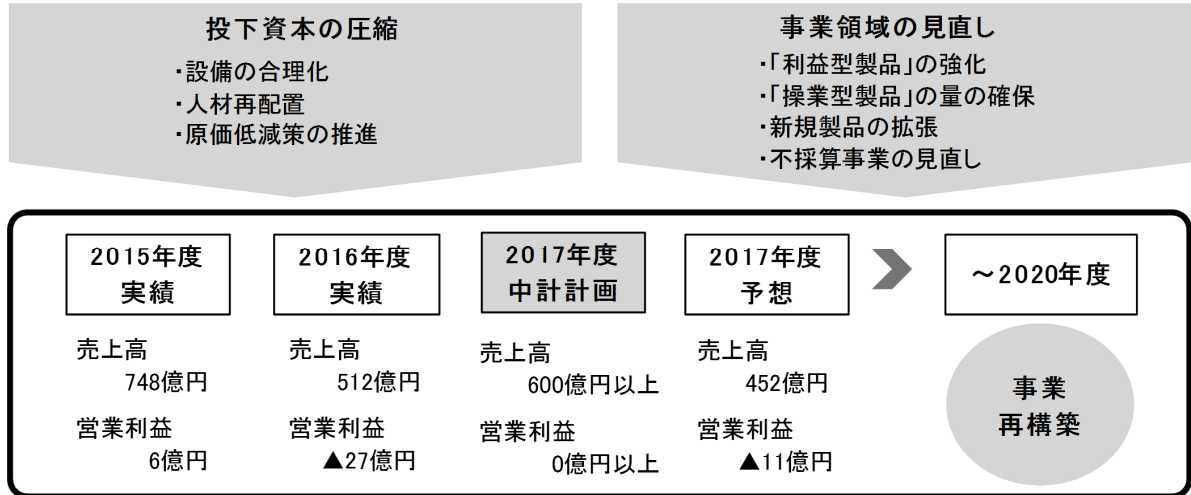 投下資本の圧縮
・設備の合理化
・人材再配置
・原価低減策の推進
事業領域の見直し
・「利益型製品」の強化
・「操業型製品」の量の確保
・新規製品の拡張
・不採算事業の見直し
2015年度
実績
売上高
748億円
営業利益
6億円
2016年度
実績
売上高
512億円
営業利益
▲27億円
2017年度
中計計画
売上高
600億円以上
営業利益
0億円以上
2017年度
予想
売上高
452億円
営業利益
▲11億円
～2020年度
事業
再構築